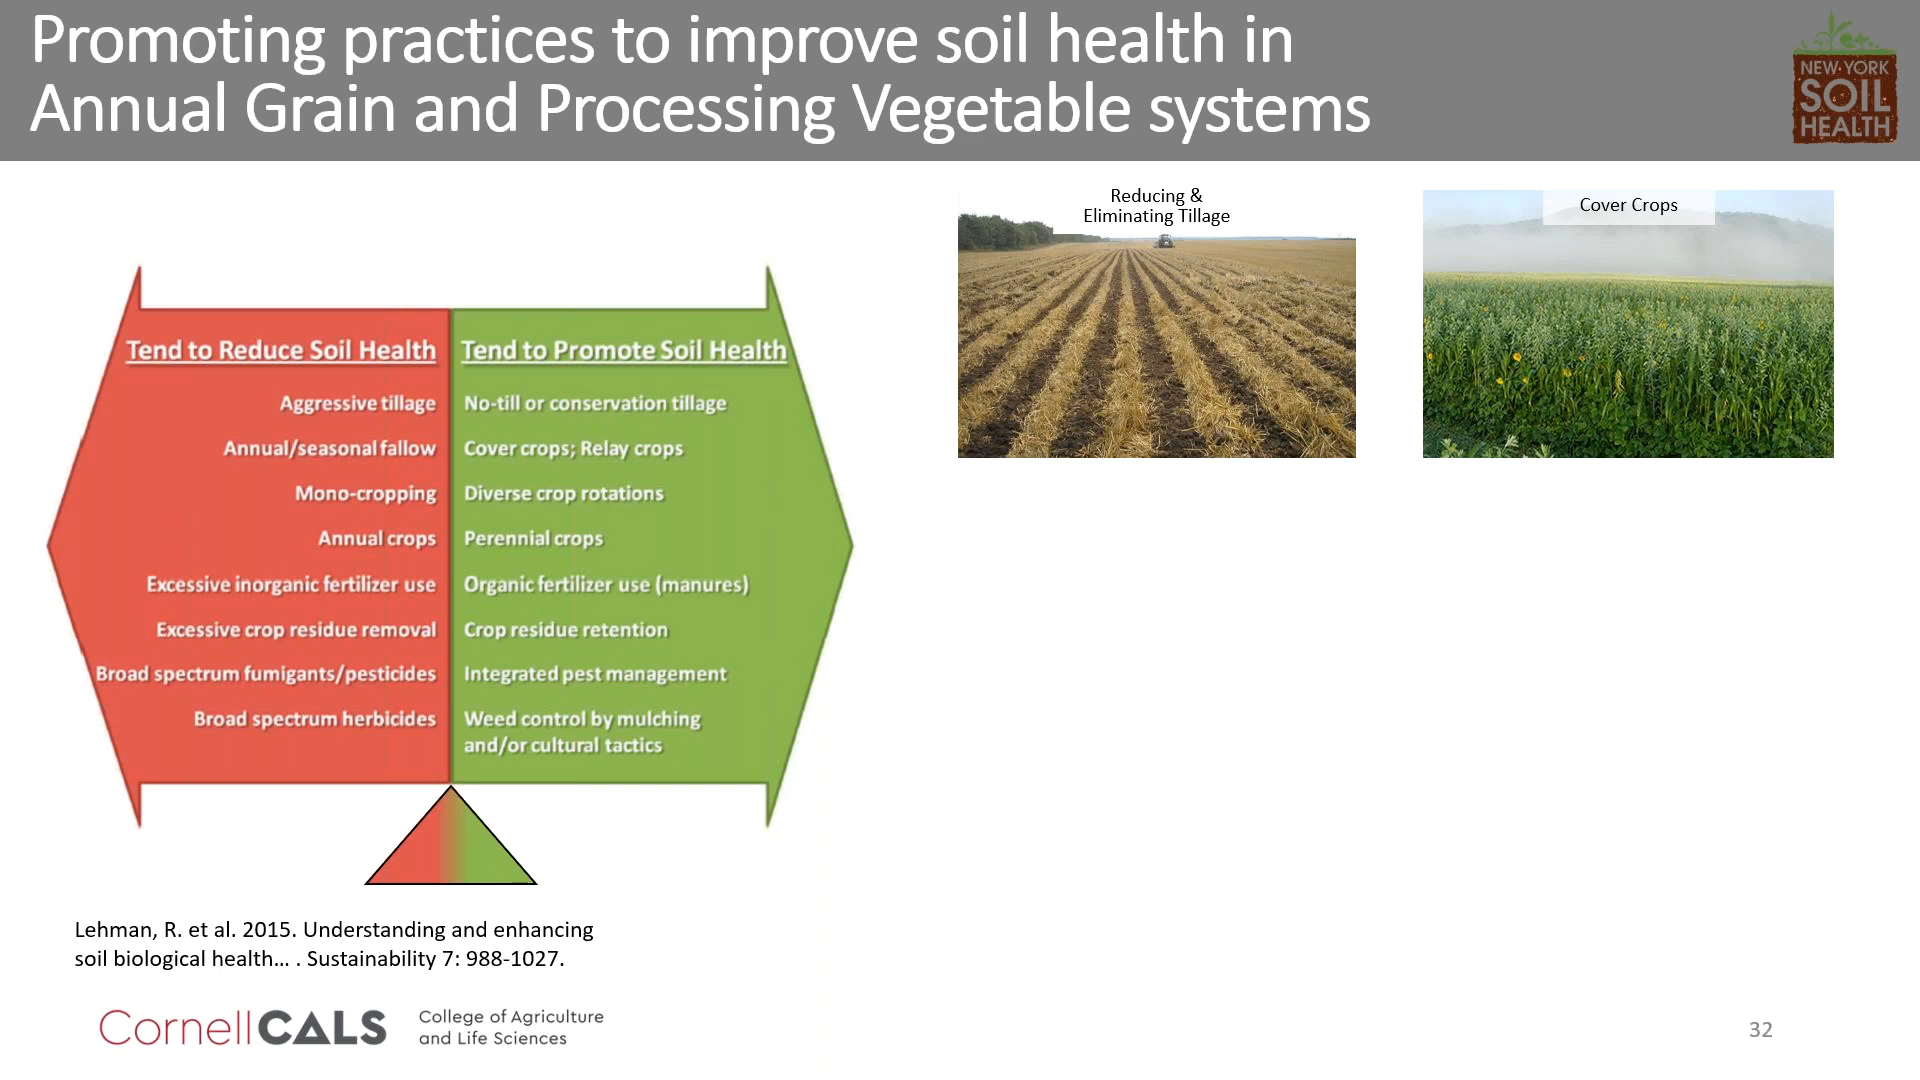 Promoting practices to improve soil health in
Annual Grain and Processing Vegetable systems
NEW·YORK
SOIL
HEALTH
Tend to Reduce Soil Health
Aggressive tillage
Annual/seasonal fallow
Mono-cropping
Annual crops
Excessive inorganic fertilizer use
Excessive crop residue removal
Broad spectrum fumigants/pesticides
Broad spectrum herbicides
Tend to Promote Soil Health
No-till or conservation tillage
Cover crops; Relay crops
Diverse crop rotations
Perennial crops
Organic fertilizer use (manures)
Crop residue retention
Integrated pest management
Weed control by mulching
and/or cultural tactics
Reducing &
Eliminating Tillage
Cover Crops
Lehman, R. et al. 2015. Understanding and enhancing
soil biological health… . Sustainability 7: 988-1027.
CornellCALS
College of Agriculture
and Life Sciences
32